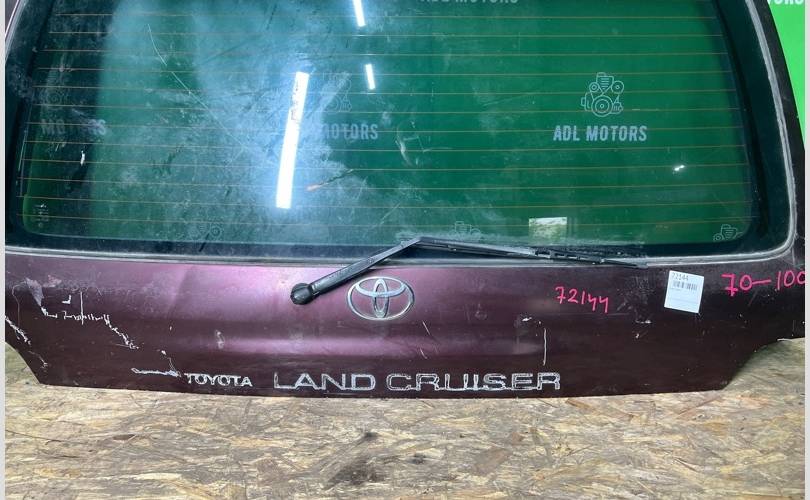 ADL MOTORS
MOTORS
ADL MOTORS
72144
72144
70-100
TOYOTA LAND CRUISER